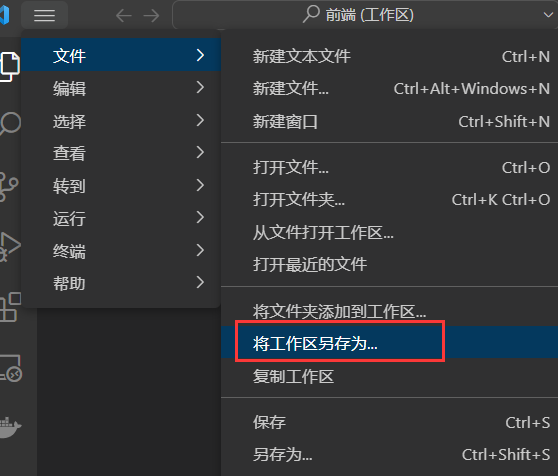 前端 (工作区)
文件
编辑
选择
查看
转到
运行
终端
帮助
新建文本文件 Ctrl+N
新建文件... Ctrl+Alt+Windows+N
新建窗口 Ctrl+Shift+N
打开文件... Ctrl+O
打开文件夹... Ctrl+K Ctrl+O
从文件打开工作区...
打开最近的文件
将文件夹添加到工作区...
将工作区另存为...
复制工作区
保存 Ctrl+S
另存为... Ctrl+Shift+S